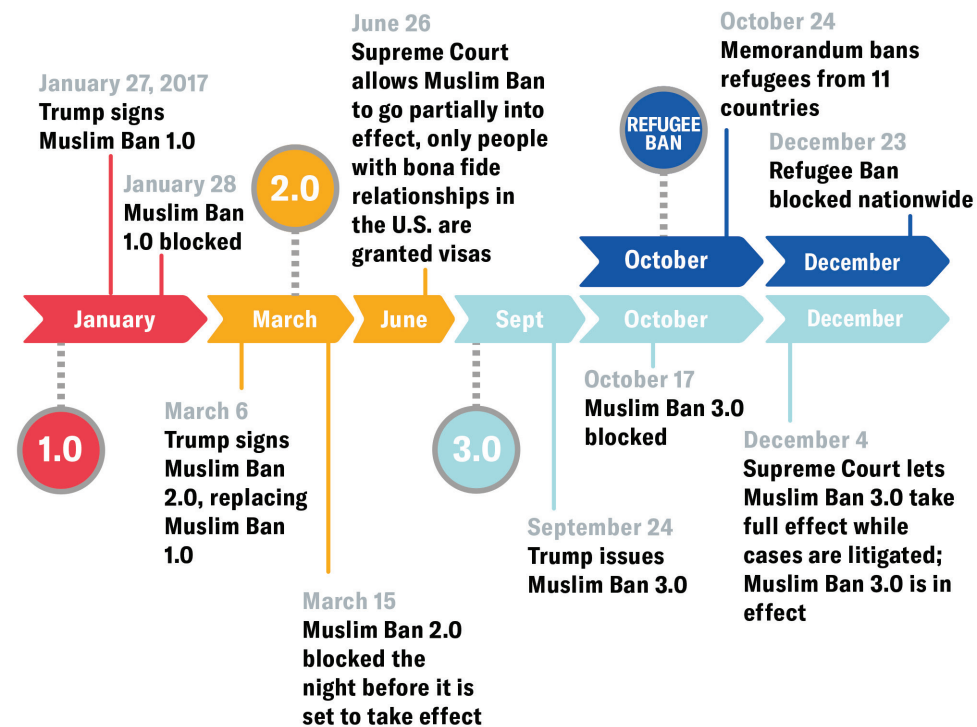 January 27, 2017
Trump signs
Muslim Ban 1.0
January 28
Muslim Ban
1.0 blocked
2.0
June 26
Supreme Court
allows Muslim Ban
to go partially into
effect, only people
with bona fide
relationships in
the U.S. are
granted visas
REFUGEE
BAN
October 24
Memorandum bans
refugees from 11
countries
December 23
Refugee Ban
blocked nationwide
October
December
January
March
June
Sept
October
December
1.0
March 6
Trump signs
Muslim Ban
2.0, replacing
Muslim Ban
1.0
March 15
Muslim Ban 2.0
blocked the
night before it is
set to take effect
3.0
September 24
Trump issues
Muslim Ban 3.0
October 17
Muslim Ban 3.0
blocked
December 4
Supreme Court lets
Muslim Ban 3.0 take
full effect while
cases are litigated;
Muslim Ban 3.0 is in
effect